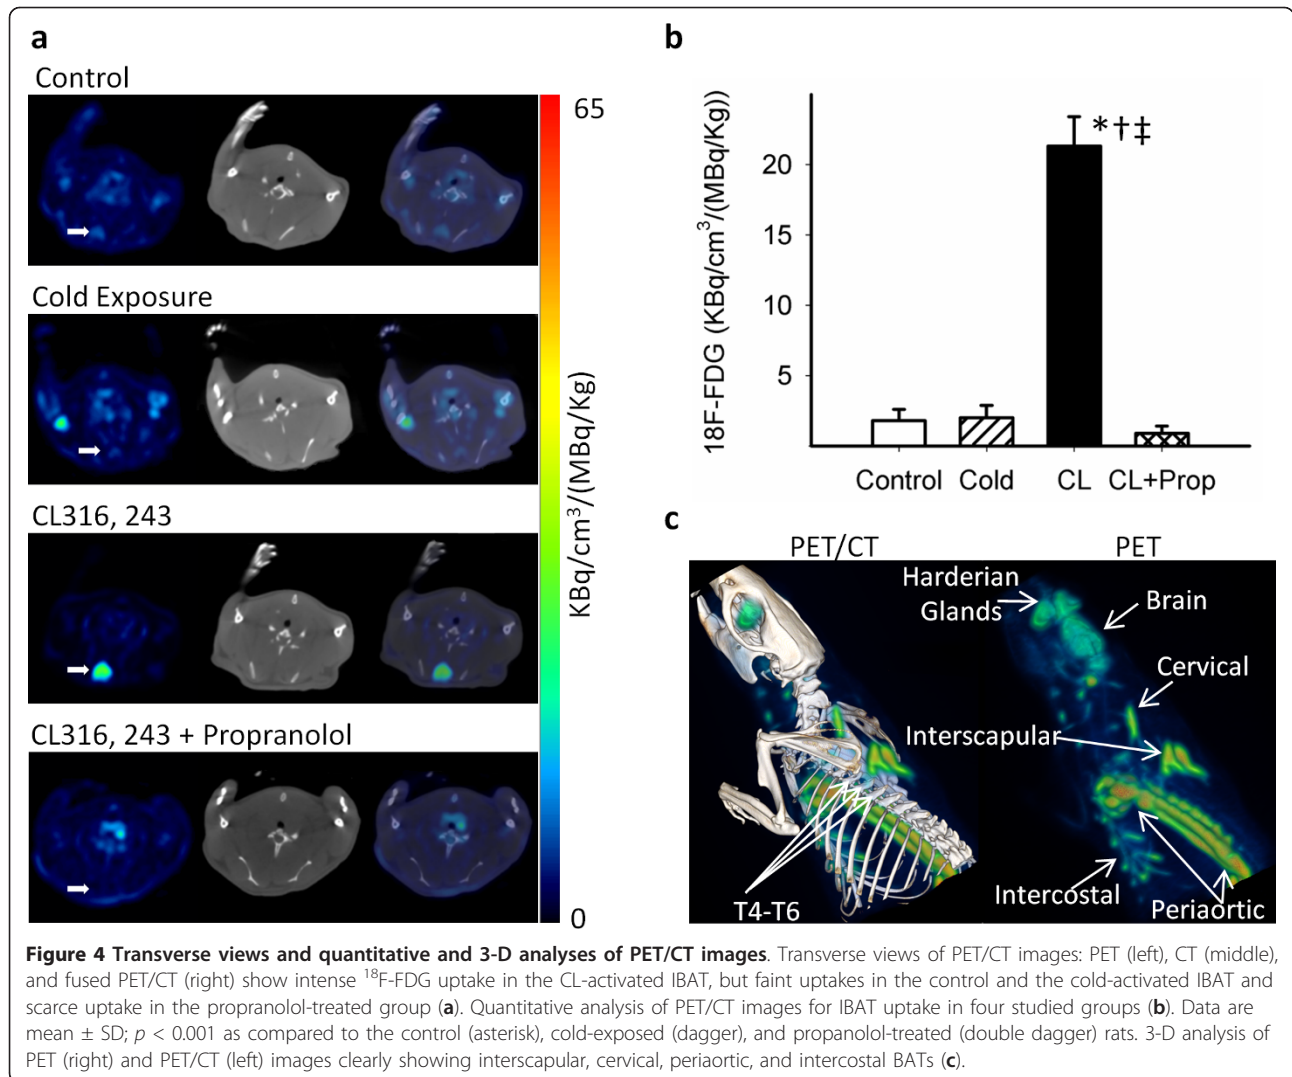 a
Control
Cold Exposure
CL316, 243
CL316, 243 + Propranolol
65
KBq/cm³/(MBq/Kg)
0
b
18F-FDG (KBq/cm³/(MBq/Kg))
20
15
10
5
*†‡
Control Cold CL CL+Prop
c
PET/CT PET
Harderian
Glands
Brain
Cervical
Interscapular
T4-T6
Intercostal
Periaortic
Figure 4 Transverse views and quantitative and 3-D analyses of PET/CT images. Transverse views of PET/CT images: PET (left), CT (middle),
and fused PET/CT (right) show intense ¹⁸F-FDG uptake in the CL-activated IBAT, but faint uptakes in the control and the cold-activated IBAT and
scarce uptake in the propranolol-treated group (a). Quantitative analysis of PET/CT images for IBAT uptake in four studied groups (b). Data are
mean ± SD; p < 0.001 as compared to the control (asterisk), cold-exposed (dagger), and propanolol-treated (double dagger) rats. 3-D analysis of
PET (right) and PET/CT (left) images clearly showing interscapular, cervical, periaortic, and intercostal BATs (c).